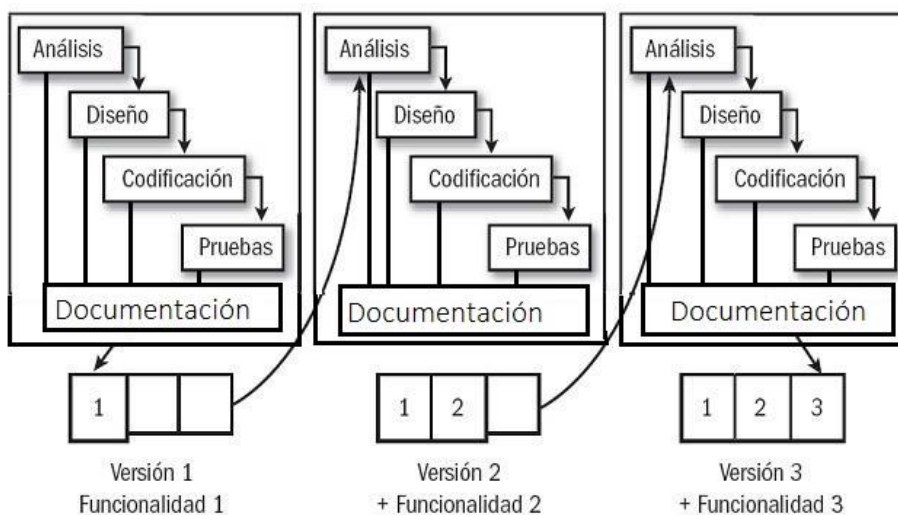 Análisis
Diseño
Codificación
Pruebas
Documentación
1
Versión 1
Funcionalidad 1
Análisis
Diseño
Codificación
Pruebas
Documentación
1 2
Versión 2
+ Funcionalidad 2
Análisis
Diseño
Codificación
Pruebas
Documentación
1 2 3
Versión 3
+ Funcionalidad 3